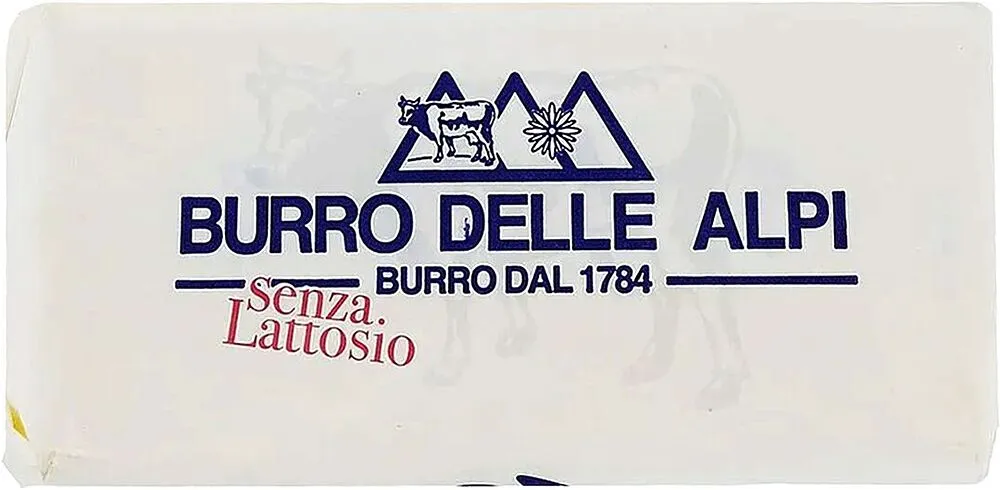 BURRO DELLE ALPI
BURRO DAL 1784
senza
Lattosio